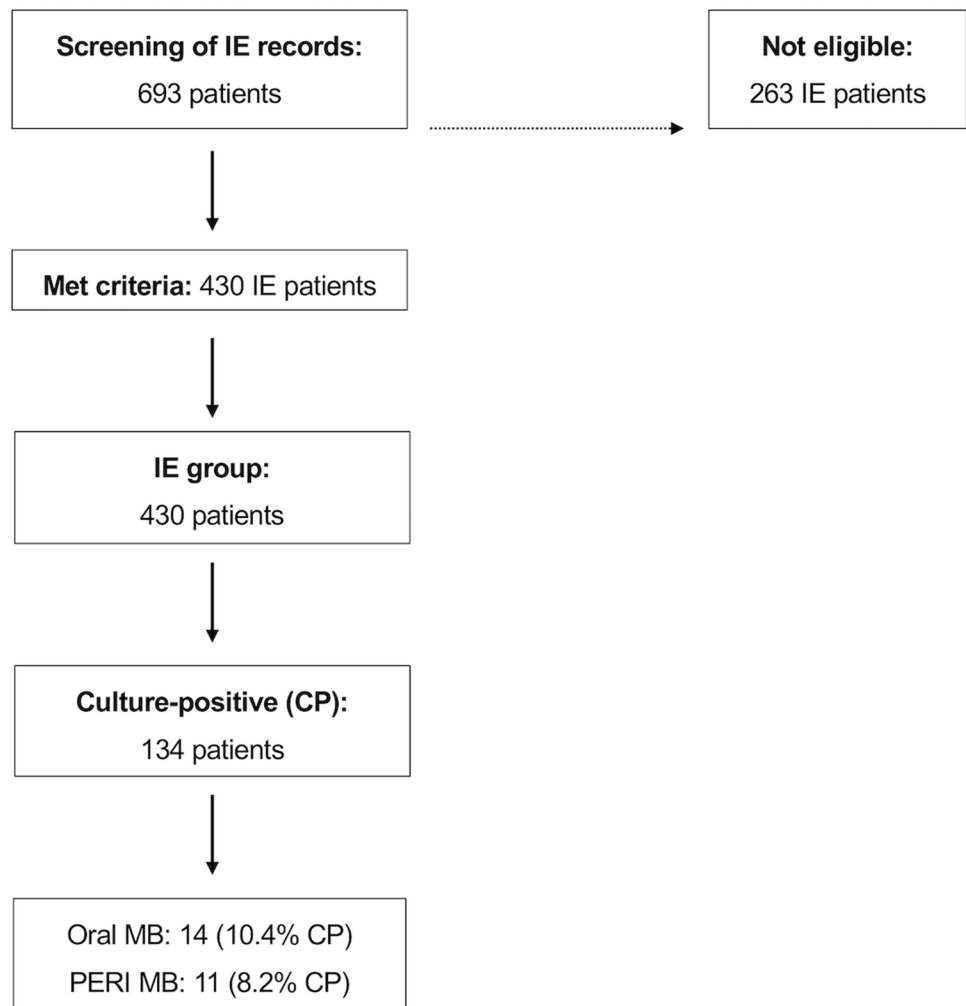 Screening of IE records:
693 patients
Not eligible:
263 IE patients
Met criteria: 430 IE patients
IE group:
430 patients
Culture-positive (CP):
134 patients
Oral MB: 14 (10.4% CP)
PERI MB: 11 (8.2% CP)